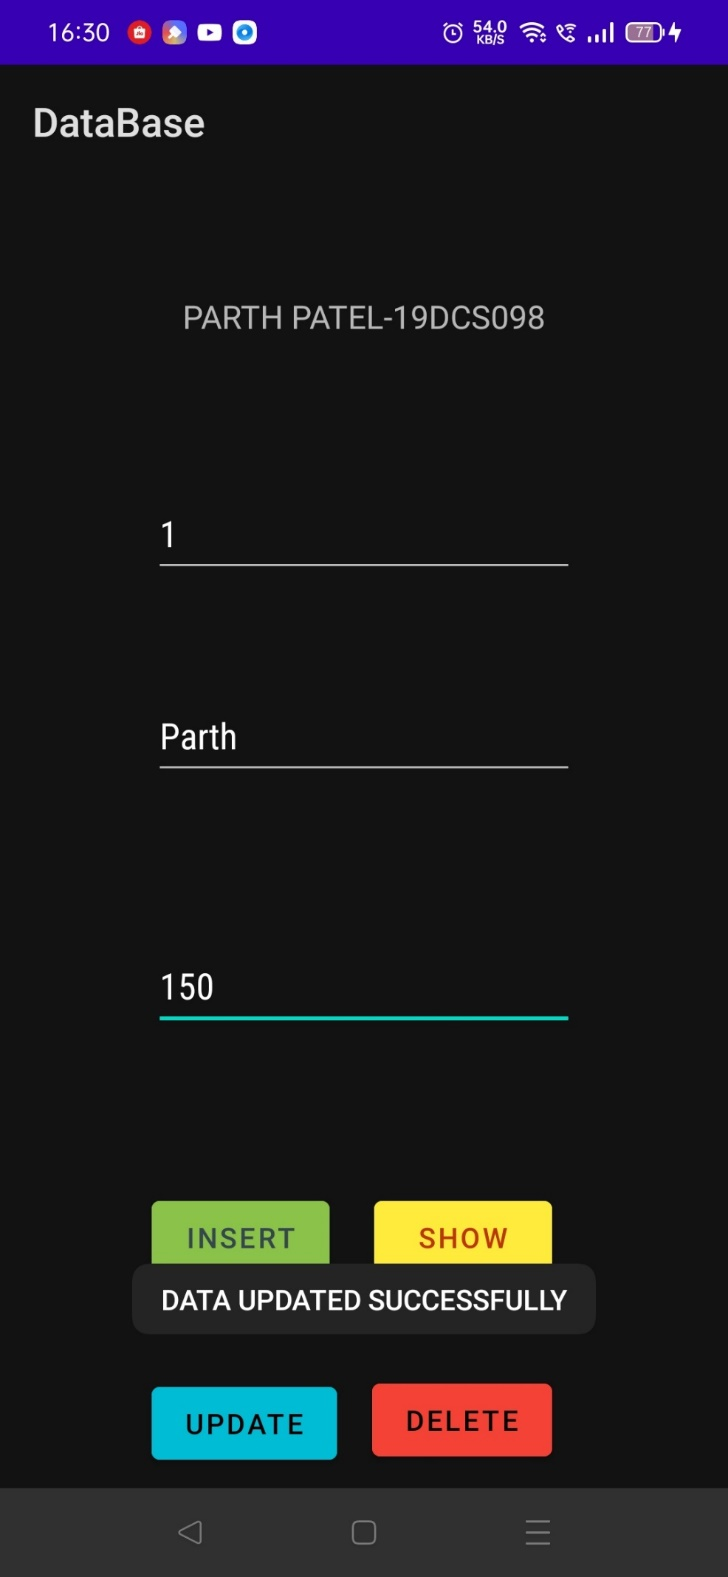 16:30 54.0 KB/S 77
DataBase
PARTH PATEL-19DCS098
1
Parth
150
INSERT SHOW
DATA UPDATED SUCCESSFULLY
UPDATE DELETE